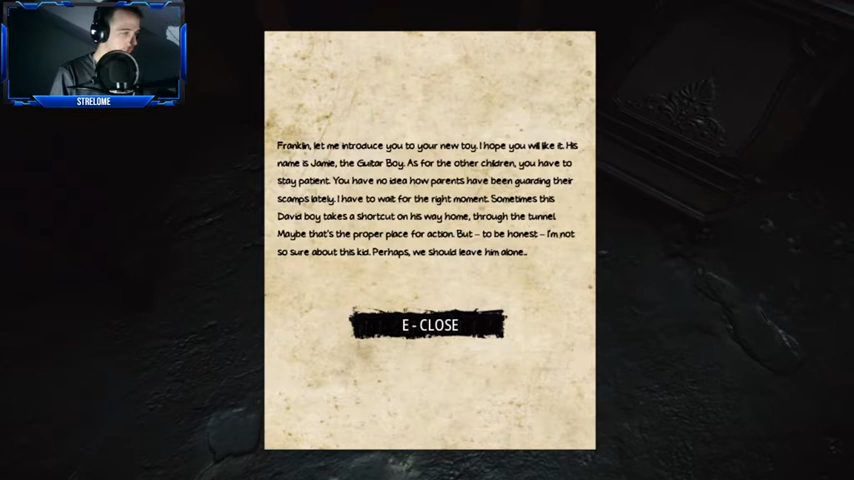 STRELOME
Franklin, let me introduce you to your new toy. I hope you will like it. His
name is Jamie, the Guitar Boy. As for the other children, you have to
stay patient. You have no idea how parents have been guarding their
scamps lately. I have to wait for the right moment. Sometimes this
David boy takes a shortcut on his way home, through the tunnel.
Maybe that's the proper place for action. But - to be honest - I'm not
so sure about this kid. Perhaps, we should leave him alone...
E - CLOSE